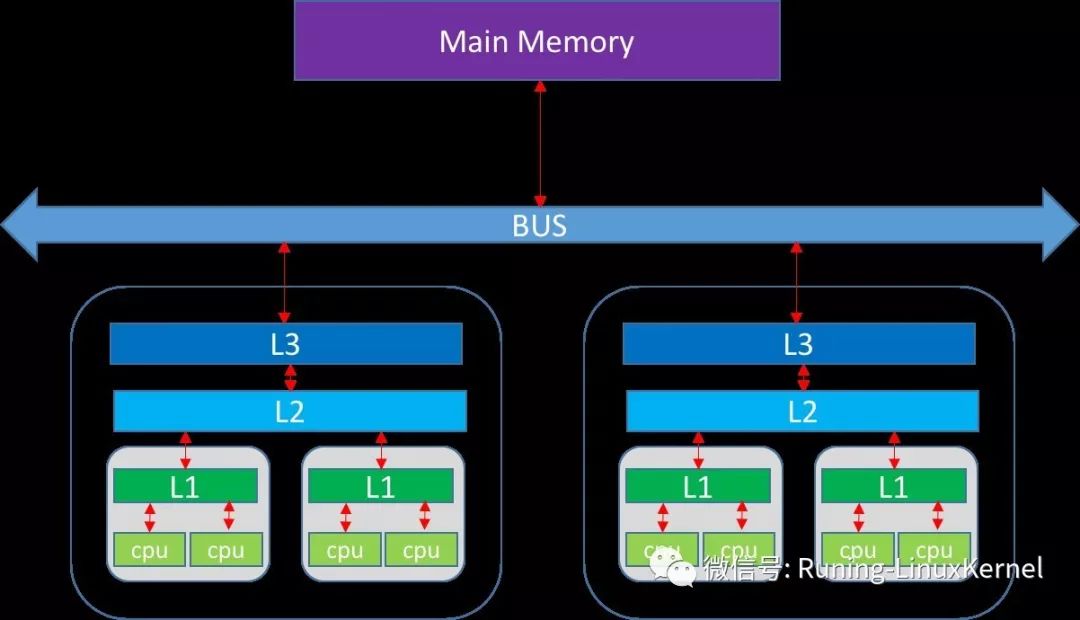 Main Memory
BUS
L3
L3
L2
L2
L1
L1
L1
L1
cpu
cpu
cpu
cpu
cpu
cpu
cpu
cpu
微信号: Runing-LinuxKernel